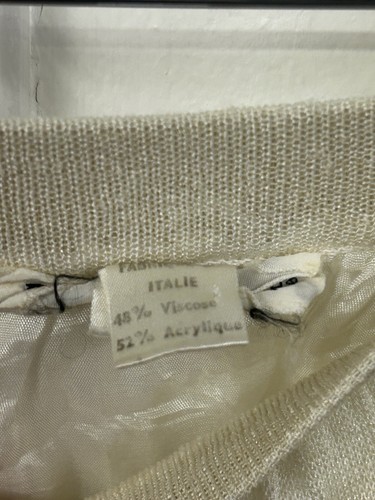 ITALIE
48% Viscose
52% Acrylique